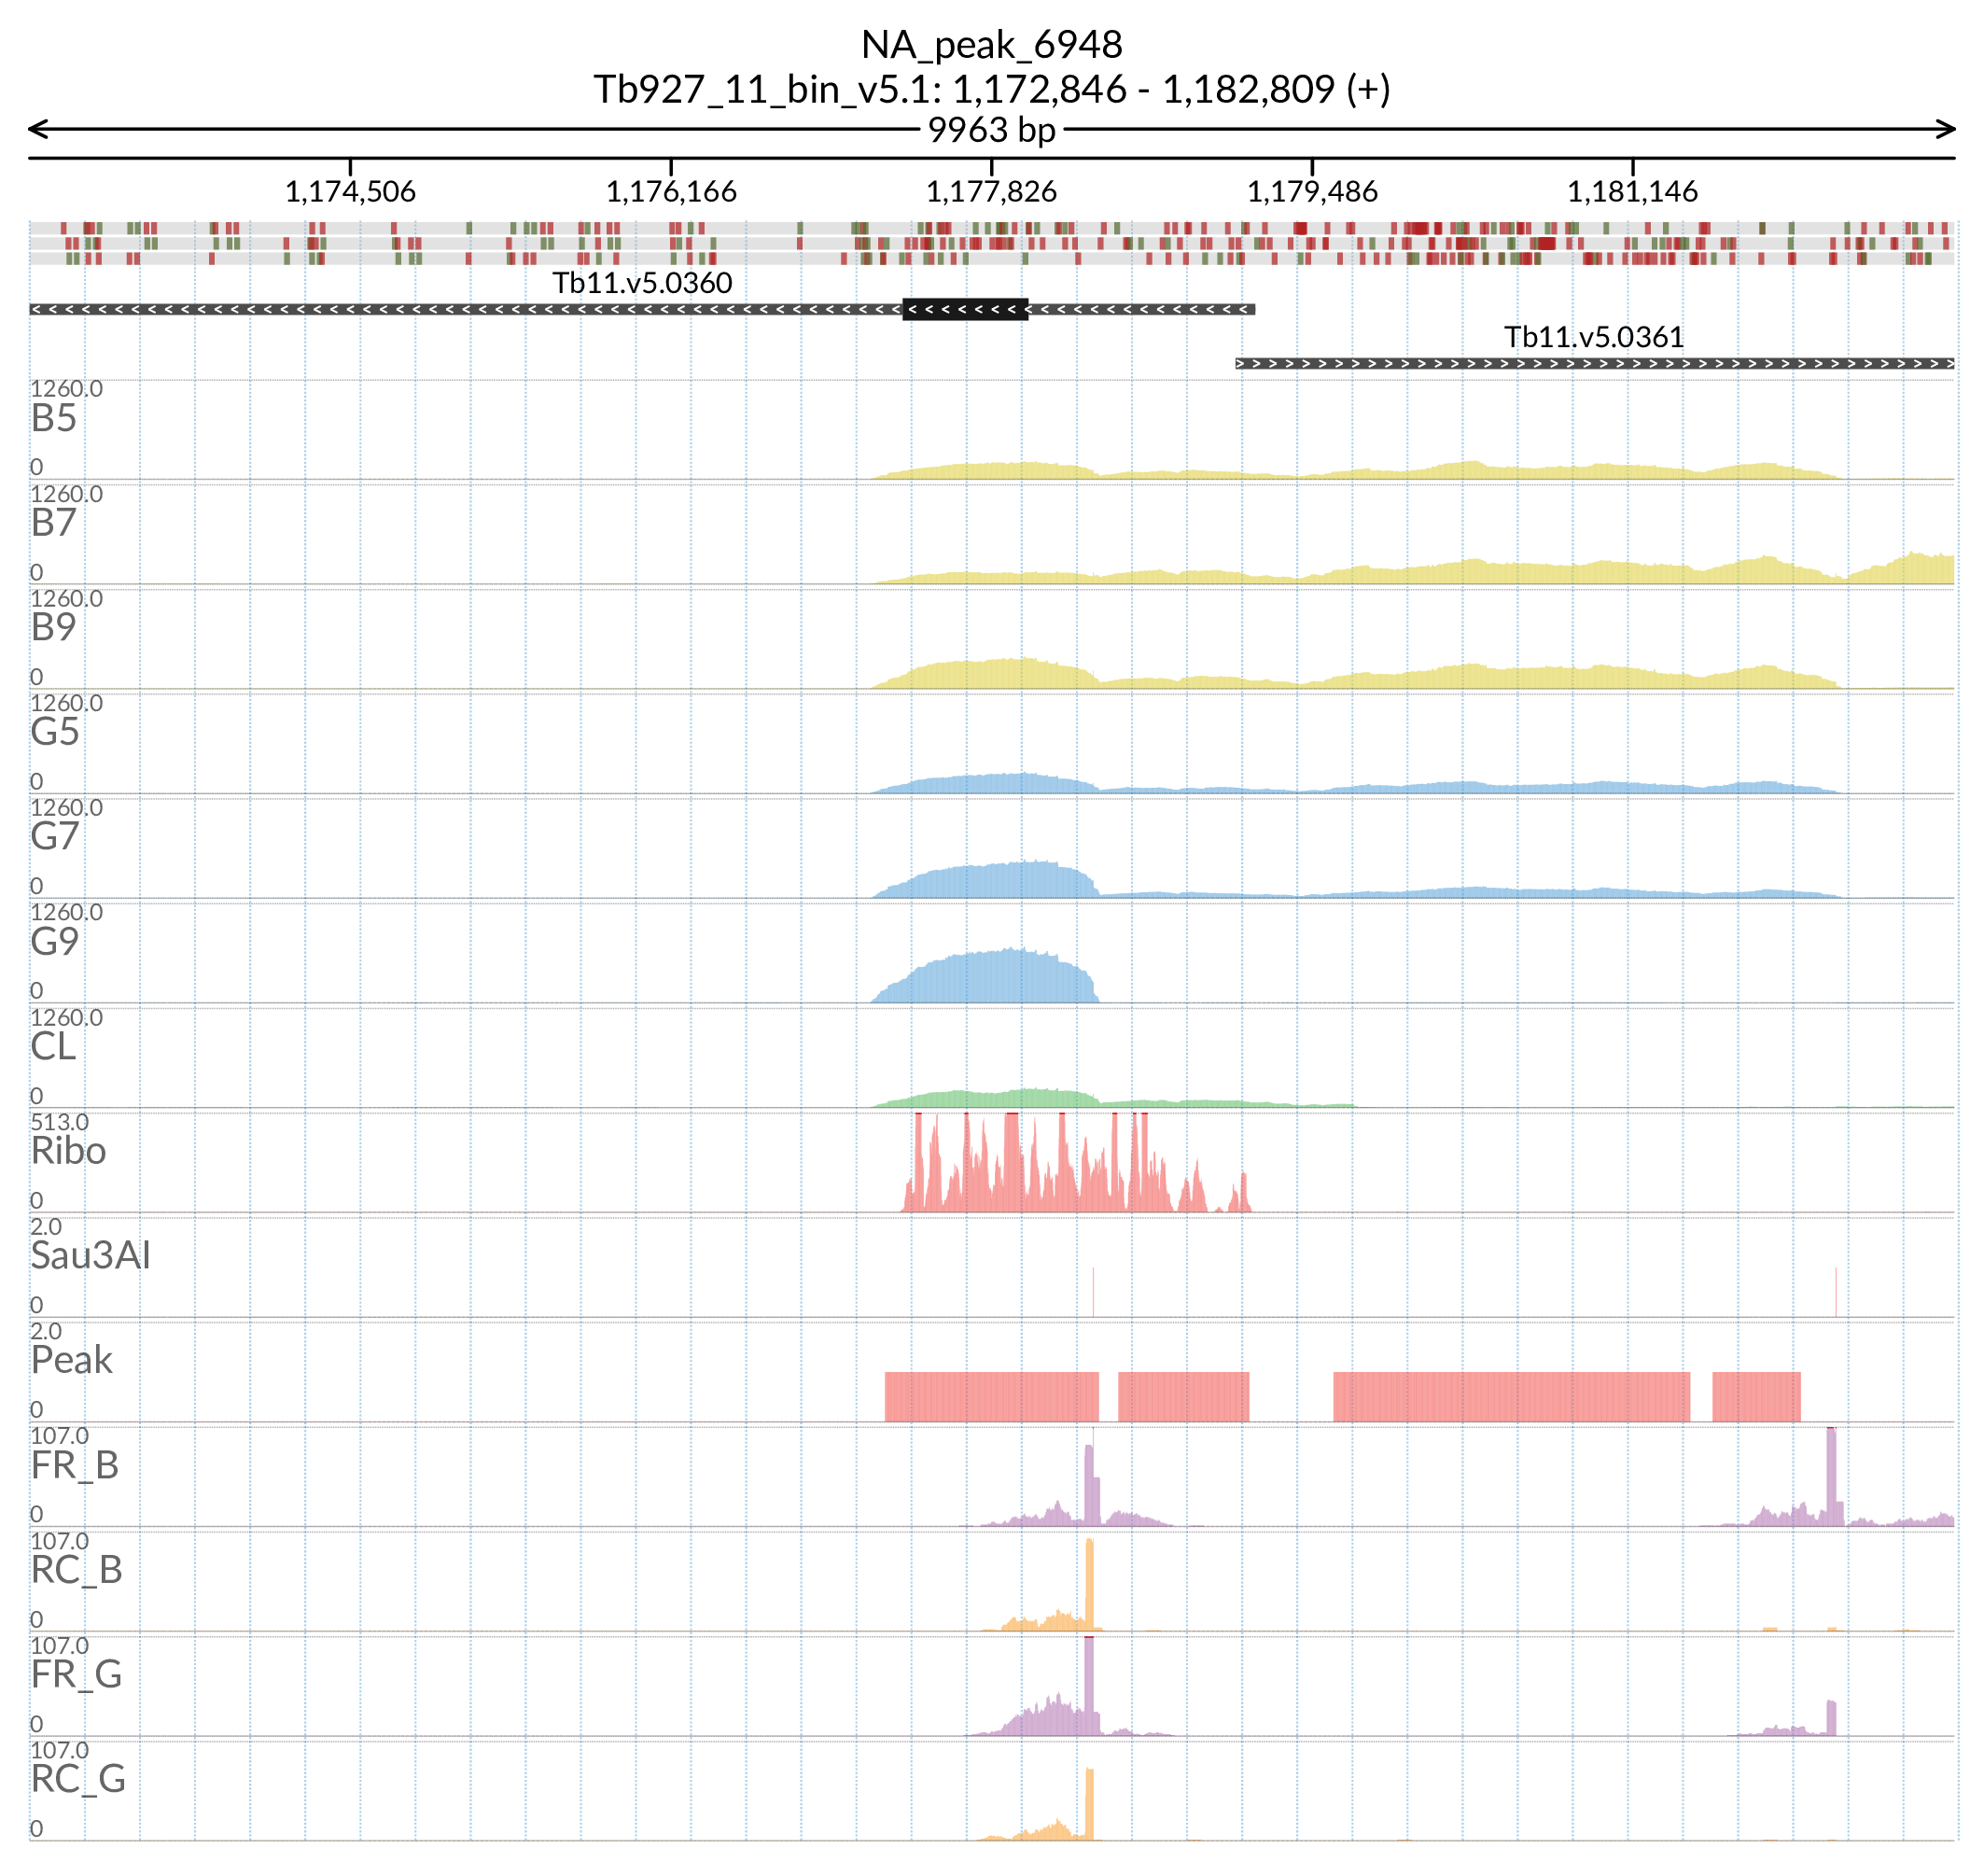 NA_peak_6948
Tb927_11_bin_v5.1: 1,172,846 - 1,182,809 (+)
9963 bp
1,174,506 1,176,166 1,177,826 1,179,486 1,181,146
Tb11.v5.0360
Tb11.v5.0361
1260.0
B5
0
1260.0
B7
0
1260.0
B9
0
1260.0
G5
0
1260.0
G7
0
1260.0
G9
0
1260.0
CL
0
513.0
Ribo
0
2.0
Sau3AI
0
2.0
Peak
0
107.0
FR_B
0
107.0
RC_B
0
107.0
FR_G
0
107.0
RC_G
0